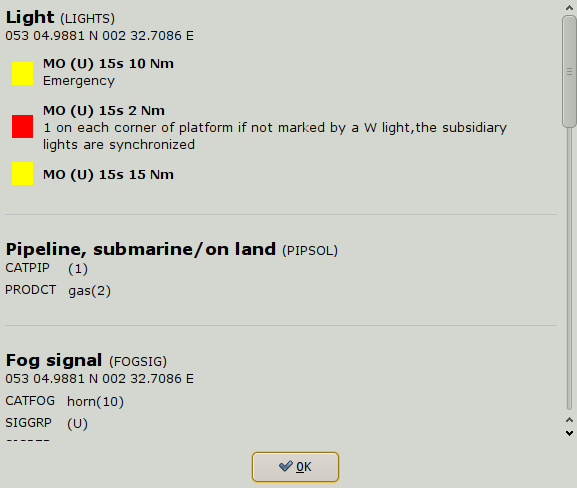 Light (LIGHTS)
053 04.9881 N 002 32.7086 E
MO (U) 15s 10 Nm
Emergency
MO (U) 15s 2 Nm
1 on each corner of platform if not marked by a W light,the subsidiary
lights are synchronized
MO (U) 15s 15 Nm
Pipeline, submarine/on land (PIPSOL)
CATPIP (1)
PRODCT gas(2)
Fog signal (FOGSIG)
053 04.9881 N 002 32.7086 E
CATFOG horn(10)
SIGGRP (U)
OK